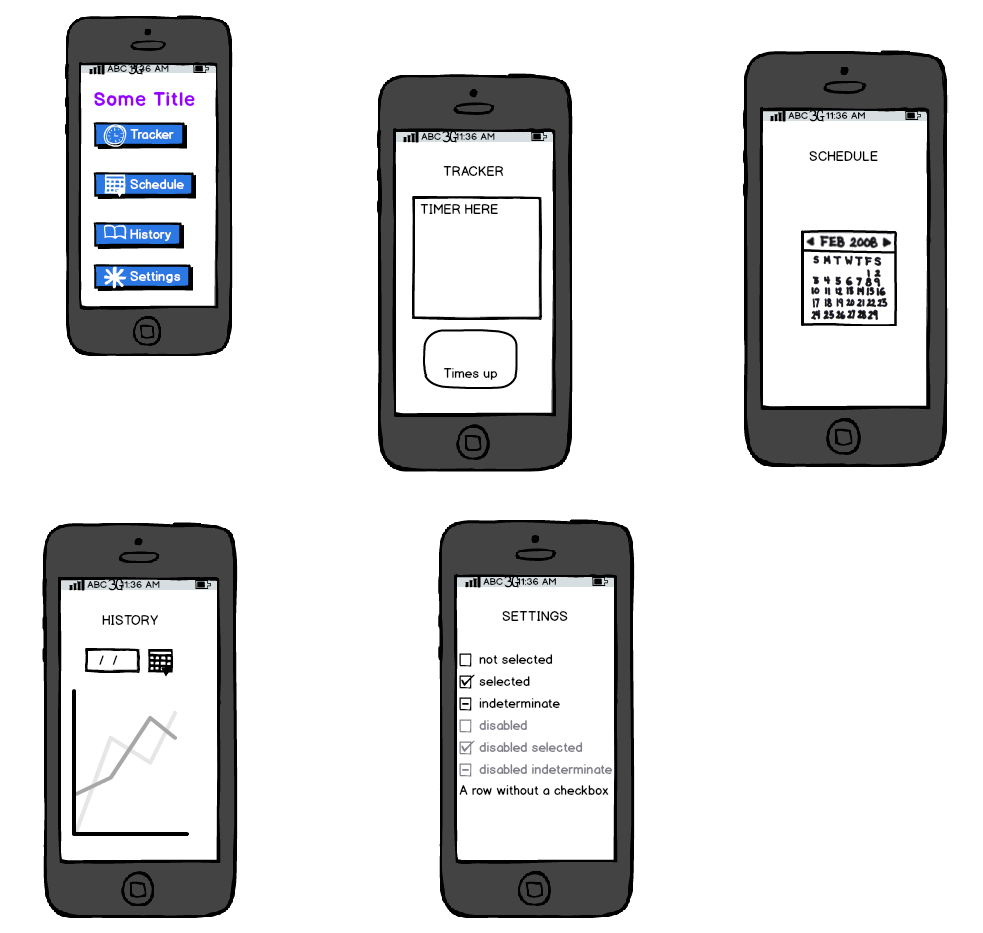 ABC 3G 11:36 AM
Some Title
Tracker
Schedule
History
Settings
ABC 3G 11:36 AM
TRACKER
TIMER HERE
Times up
ABC 3G 11:36 AM
SCHEDULE
FEB 2008
S M T W T F S
1 2
3 4 5 6 7 8 9
10 11 12 13 14 15 16
17 18 19 20 21 22 23
24 25 26 27 28 29
ABC 3G 11:36 AM
HISTORY
/ /
ABC 3G 11:36 AM
SETTINGS
not selected
selected
indeterminate
disabled
disabled selected
disabled indeterminate
A row without a checkbox